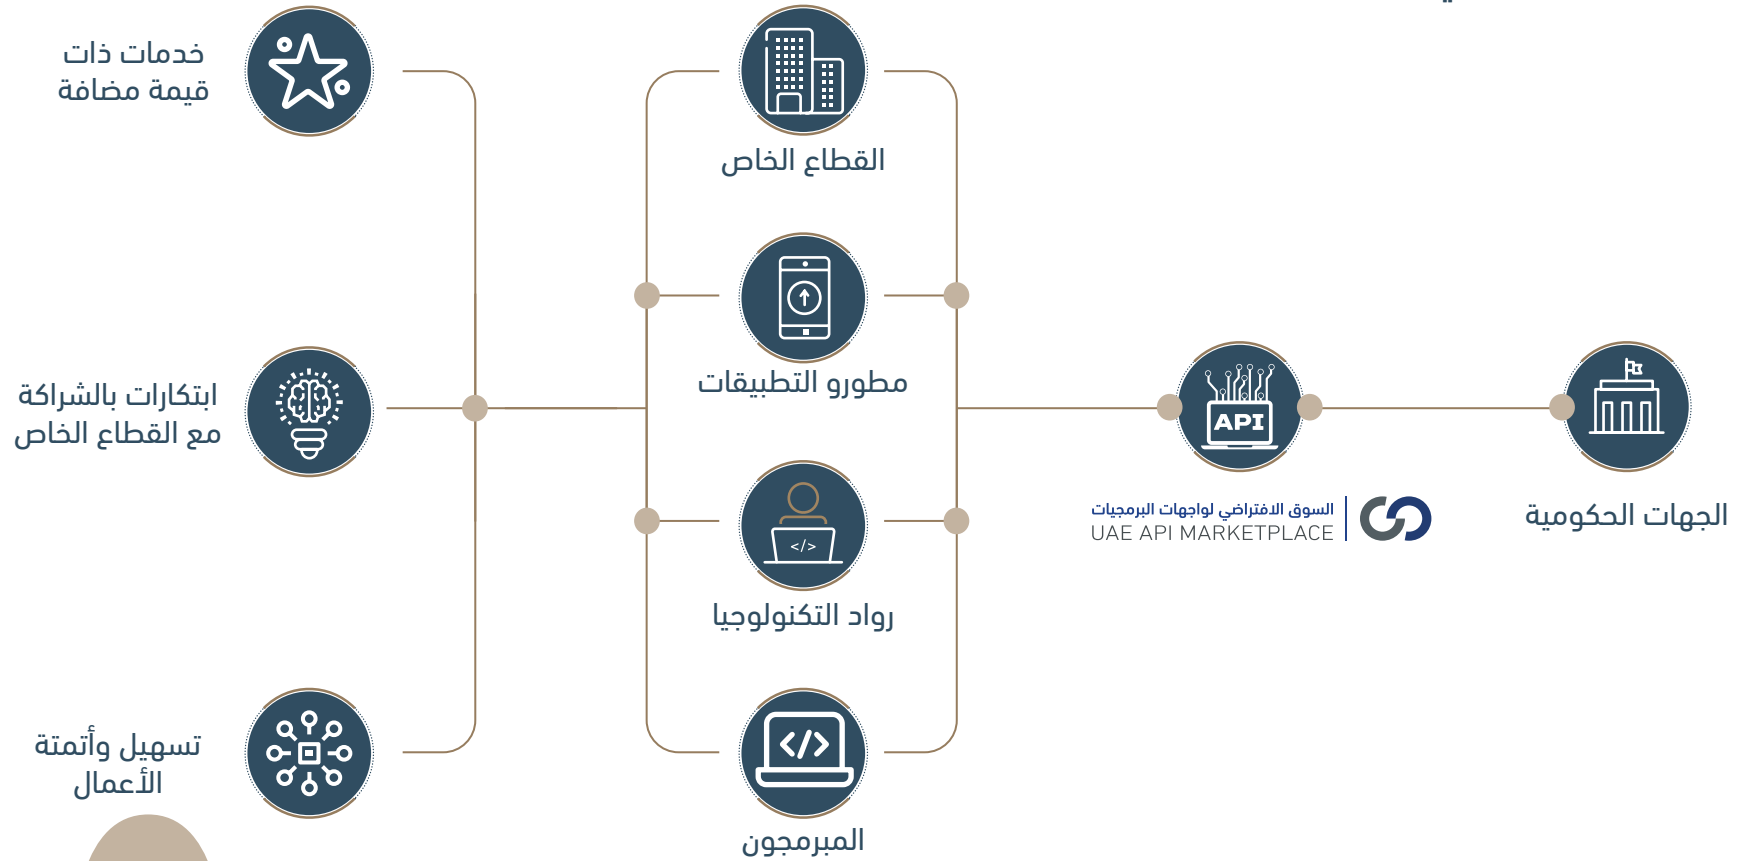 الجهات الحكومية
API
السوق الافتراضي لواجهات البرمجيات
UAE API MARKETPLACE
القطاع الخاص
مطورو التطبيقات
</>
رواد التكنولوجيا
</>
المبرمجون
خدمات ذات
قيمة مضافة
ابتكارات بالشراكة
مع القطاع الخاص
تسهيل وأتمتة
الأعمال